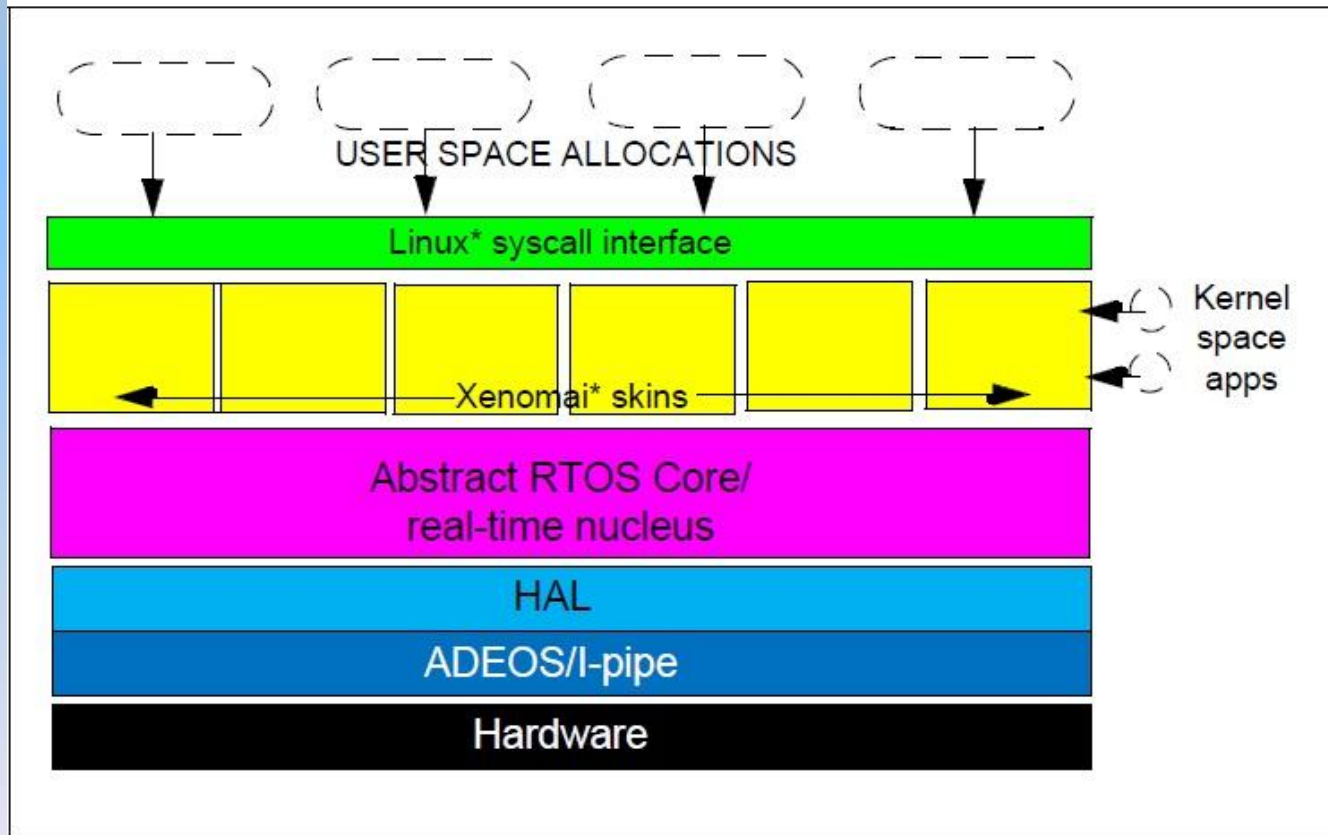 USER SPACE ALLOCATIONS
Linux* syscall interface
Kernel
space
apps
Xenomai* skins
Abstract RTOS Core/
real-time nucleus
HAL
ADEOS/I-pipe
Hardware